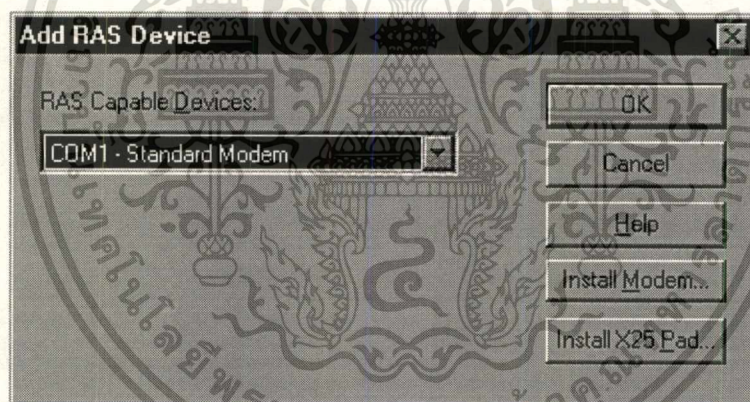 Add RAS Device
RAS Capable Devices:
COM1 - Standard Modem
OK
Cancel
Help
Install Modem...
Install X25 Pad...